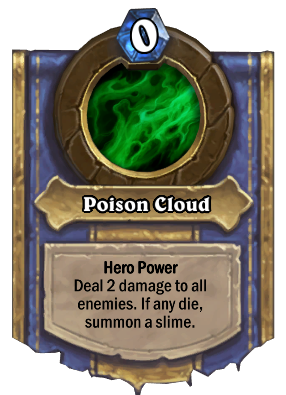 0
Poison Cloud
Hero Power
Deal 2 damage to all
enemies. If any die,
summon a slime.